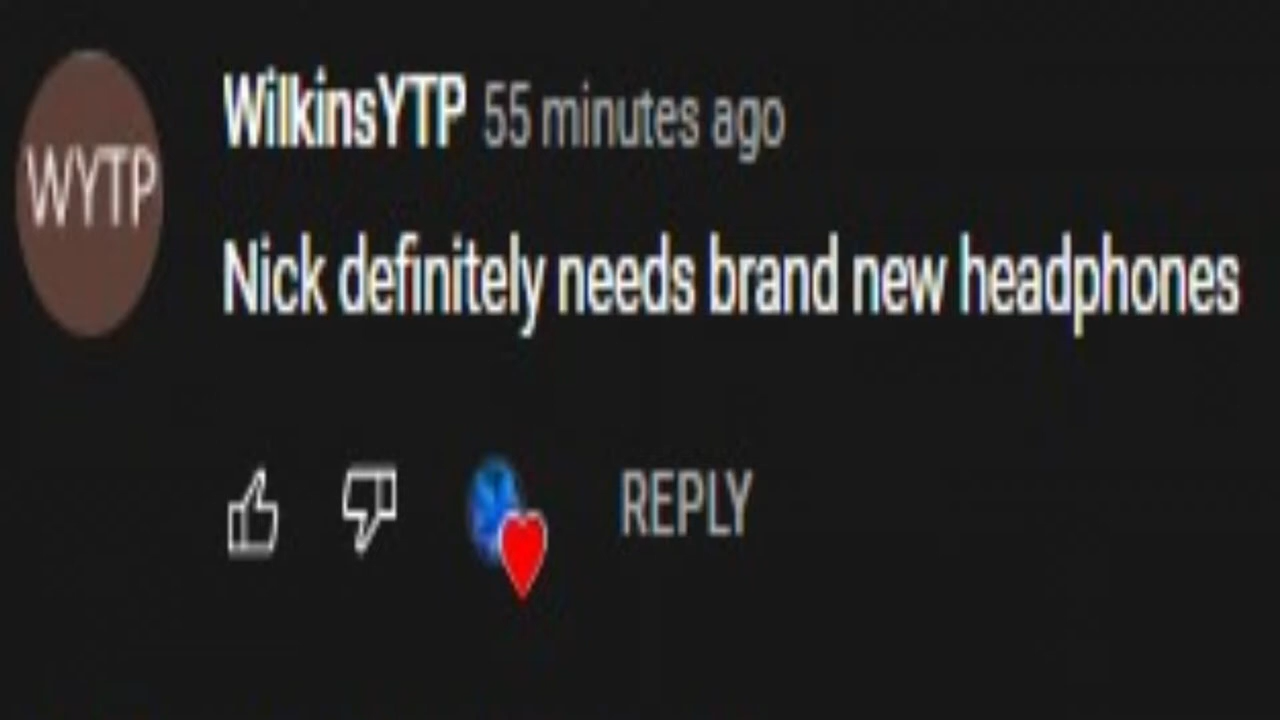 WYTP
WilkinsYTP 55 minutes ago
Nick definitely needs brand new headphones
REPLY